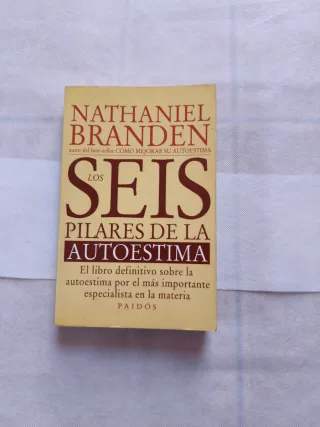 NATHANIEL
BRANDEN
autor del best-seller CÓMO MEJORAR SU AUTOESTIMA
LOS
SEIS
PILARES DE LA
AUTOESTIMA
El libro definitivo sobre la
autoestima por el más importante
especialista en la materia
PAIDÓS